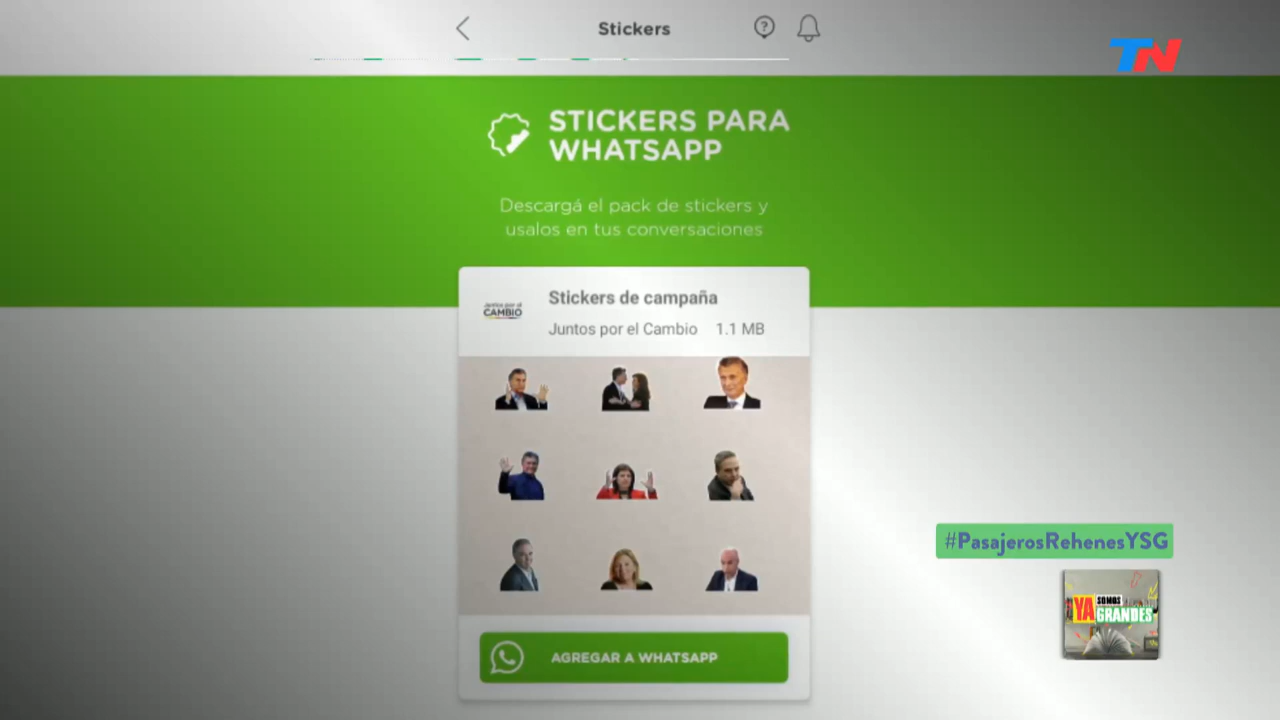 Stickers
TN
STICKERS PARA
WHATSAPP
Descargá el pack de stickers y
usalos en tus conversaciones
Juntos por el
CAMBIO
Stickers de campaña
Juntos por el Cambio 1.1 MB
#PasajerosRehenesYSG
YA SOMOS
GRANDES
AGREGAR A WHATSAPP